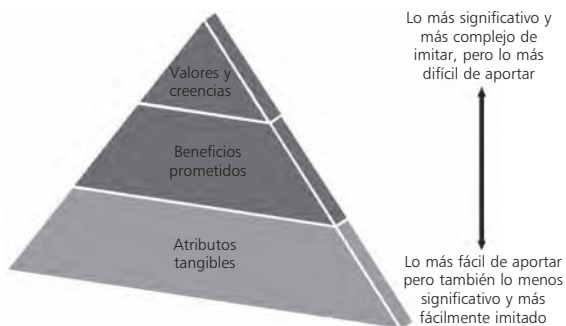 Lo más significativo y
más complejo de
imitar, pero lo más
difícil de aportar
Valores y
creencias
Beneficios
prometidos
Atributos
tangibles
Lo más fácil de aportar
pero también lo menos
significativo y más
fácilmente imitado